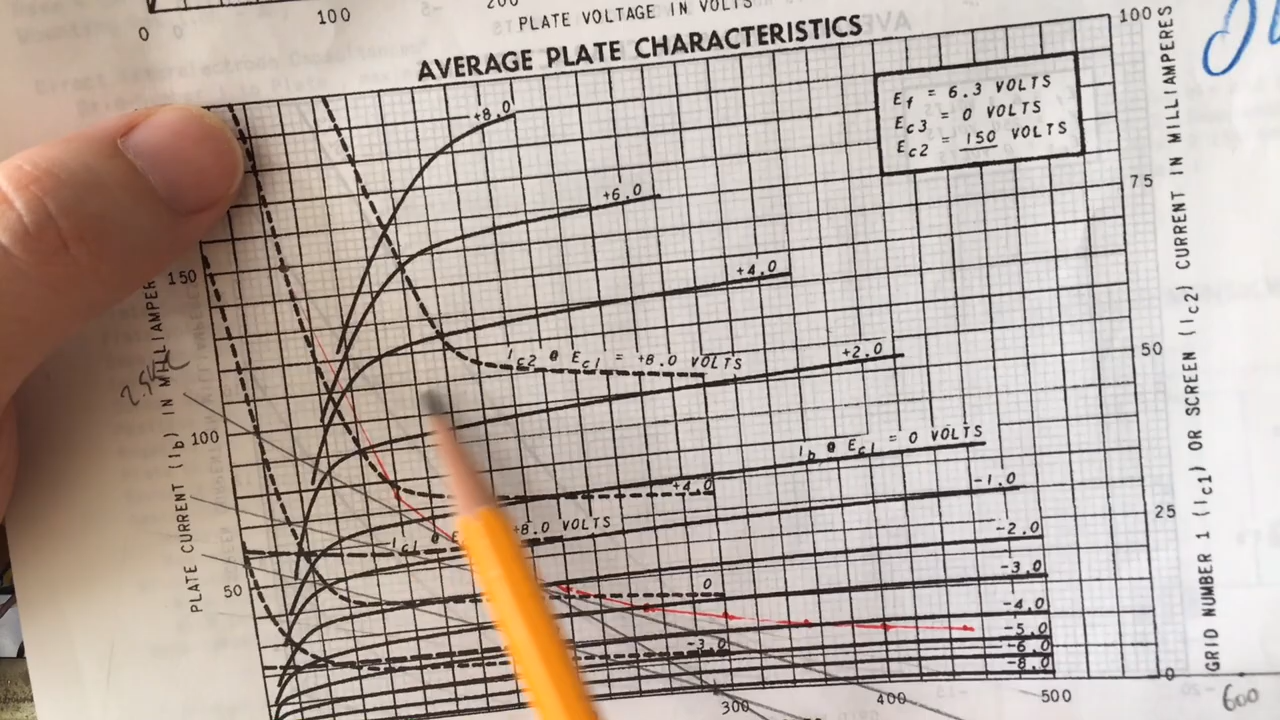 100
200
0
PLATE VOLTAGE IN VOLTS
AVERAGE PLATE CHARACTERISTICS
100
Ef = 6.3 VOLTS
Ec3 = 0 VOLTS
Ec2 = 150 VOLTS
+8.0
+6.0
75
+4.0
150
Ic2 @ Ec1 = +8.0 VOLTS
+2.0
50
100
Ib @ Ec1 = 0 VOLTS
+4.0
-1.0
Ic1 @ E
+8.0 VOLTS
-2.0
25
50
0
-3.0
-4.0
-5.0
-3.0
-6.0
-8.0
0
300
400
500
600
PLATE CURRENT (Ib) IN MILLIAMPER
GRID NUMBER 1 (Ic1) OR SCREEN (Ic2) CURRENT IN MILLIAMPERES